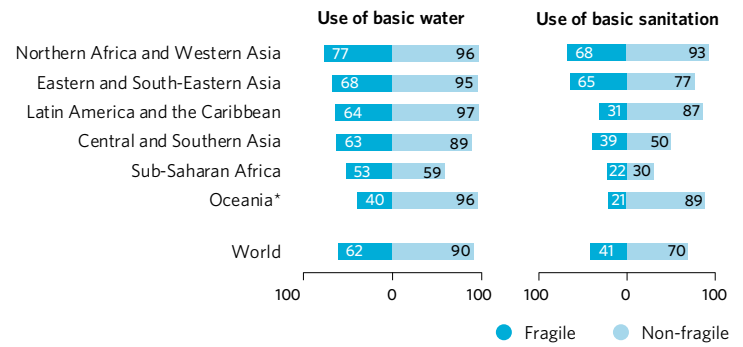 Use of basic water Use of basic sanitation
Northern Africa and Western Asia 77 96 68 93
Eastern and South-Eastern Asia 68 95 65 77
Latin America and the Caribbean 64 97 31 87
Central and Southern Asia 63 89 39 50
Sub-Saharan Africa 53 59 22 30
Oceania* 40 96 21 89
World 62 90 41 70
100 0 100 100 0 100
Fragile Non-fragile